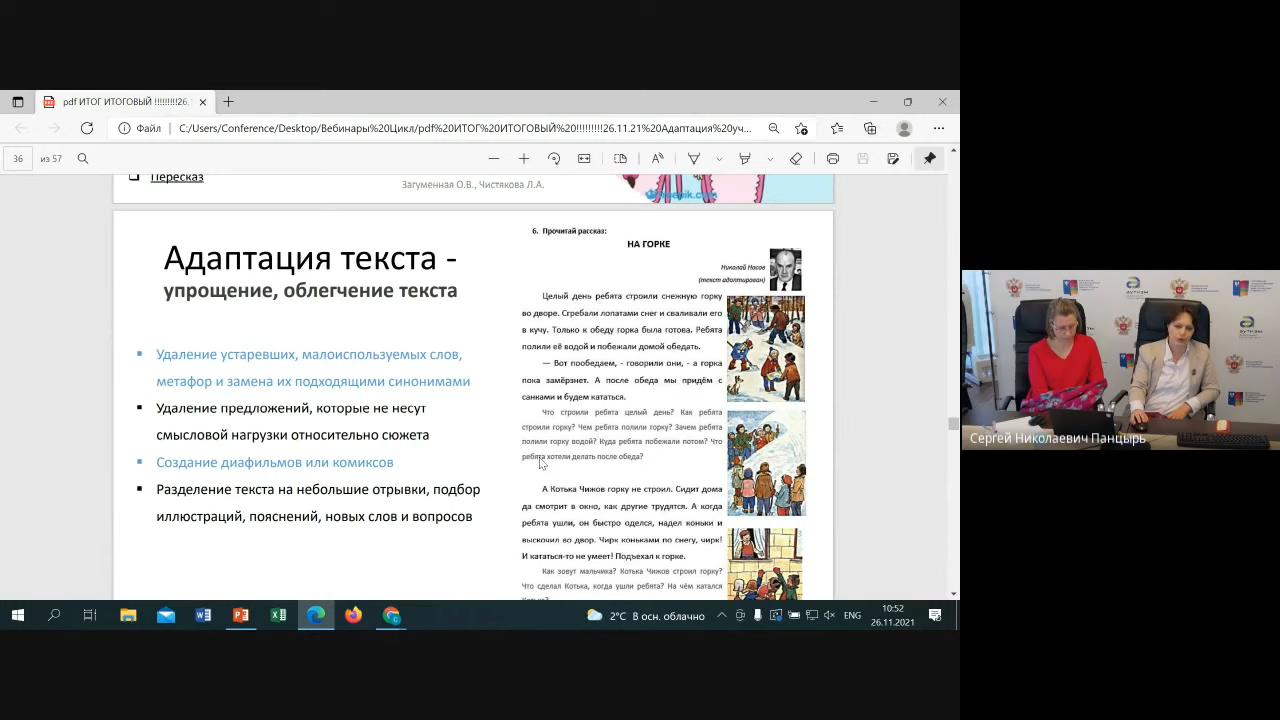 pdf ИТОГ ИТОГОВЫЙ !!!!!!!!!26.
Файл
C:/Users/Conference/Desktop/Вебинары%20Цикл/pdf%20ИТОГ%20ИТОГОВЫЙ%20!!!!!!!!!26.11.21%20Адаптация%20уч...
36
из 57
Пересказ
Загуменная О.В., Чистякова Л.А.
Адаптация текста -
упрощение, облегчение текста
Удаление устаревших, малоиспользуемых слов,
метафор и замена их подходящими синонимами
Удаление предложений, которые не несут
смысловой нагрузки относительно сюжета
Создание диафильмов или комиксов
Разделение текста на небольшие отрывки, подбор
иллюстраций, пояснений, новых слов и вопросов
6. Прочитай рассказ:
НА ГОРКЕ
Николай Носов
(текст адаптирован)
Целый день ребята строили снежную горку
во дворе. Сгребали лопатами снег и сваливали его
в кучу. Только к обеду горка была готова. Ребята
полили её водой и побежали домой обедать.
— Вот пообедаем, - говорили они, - а горка
пока замёрзнет. А после обеда мы придём с
санками и будем кататься.
Что строили ребята целый день? Как ребята
строили горку? Чем ребята полили горку? Зачем ребята
полили горку водой? Куда ребята побежали потом? Что
ребята хотели делать после обеда?
А Котька Чижов горку не строил. Сидит дома
да смотрит в окно, как другие трудятся. А когда
ребята ушли, он быстро оделся, надел коньки и
выскочил во двор. Чирк коньками по снегу, чирк!
И кататься-то не умеет! Подъехал к горке.
Как зовут мальчика? Котька Чижов строил горку?
Что сделал Котька, когда ушли ребята? На чём катался
Котька?
Сергей Николаевич Панцырь
2°C В осн. облачно
ENG
10:52
26.11.2021